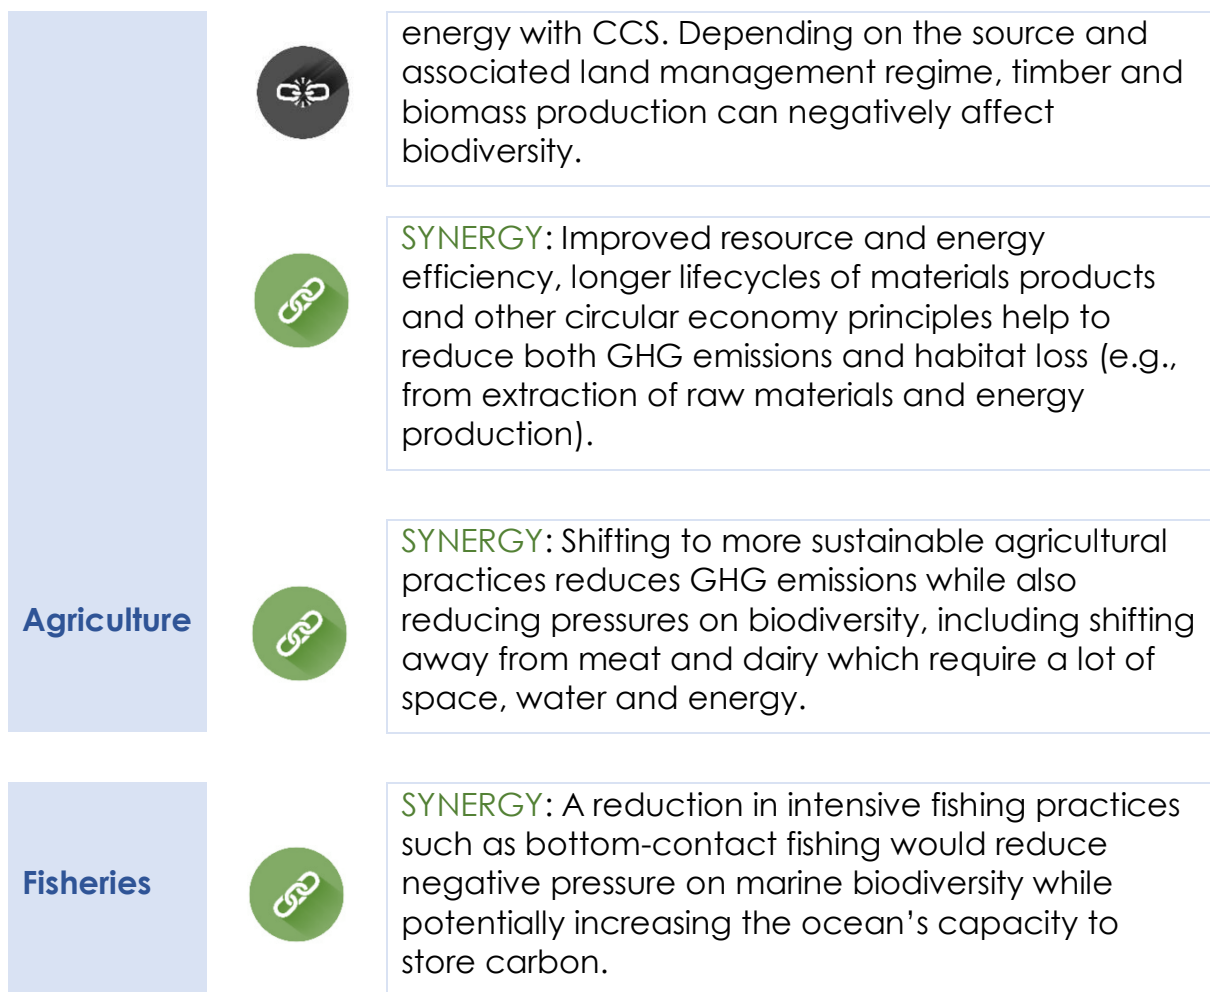 energy with CCS. Depending on the source and
associated land management regime, timber and
biomass production can negatively affect
biodiversity.
SYNERGY: Improved resource and energy
efficiency, longer lifecycles of materials products
and other circular economy principles help to
reduce both GHG emissions and habitat loss (e.g.,
from extraction of raw materials and energy
production).
Agriculture
SYNERGY: Shifting to more sustainable agricultural
practices reduces GHG emissions while also
reducing pressures on biodiversity, including shifting
away from meat and dairy which require a lot of
space, water and energy.
Fisheries
SYNERGY: A reduction in intensive fishing practices
such as bottom-contact fishing would reduce
negative pressure on marine biodiversity while
potentially increasing the ocean’s capacity to
store carbon.